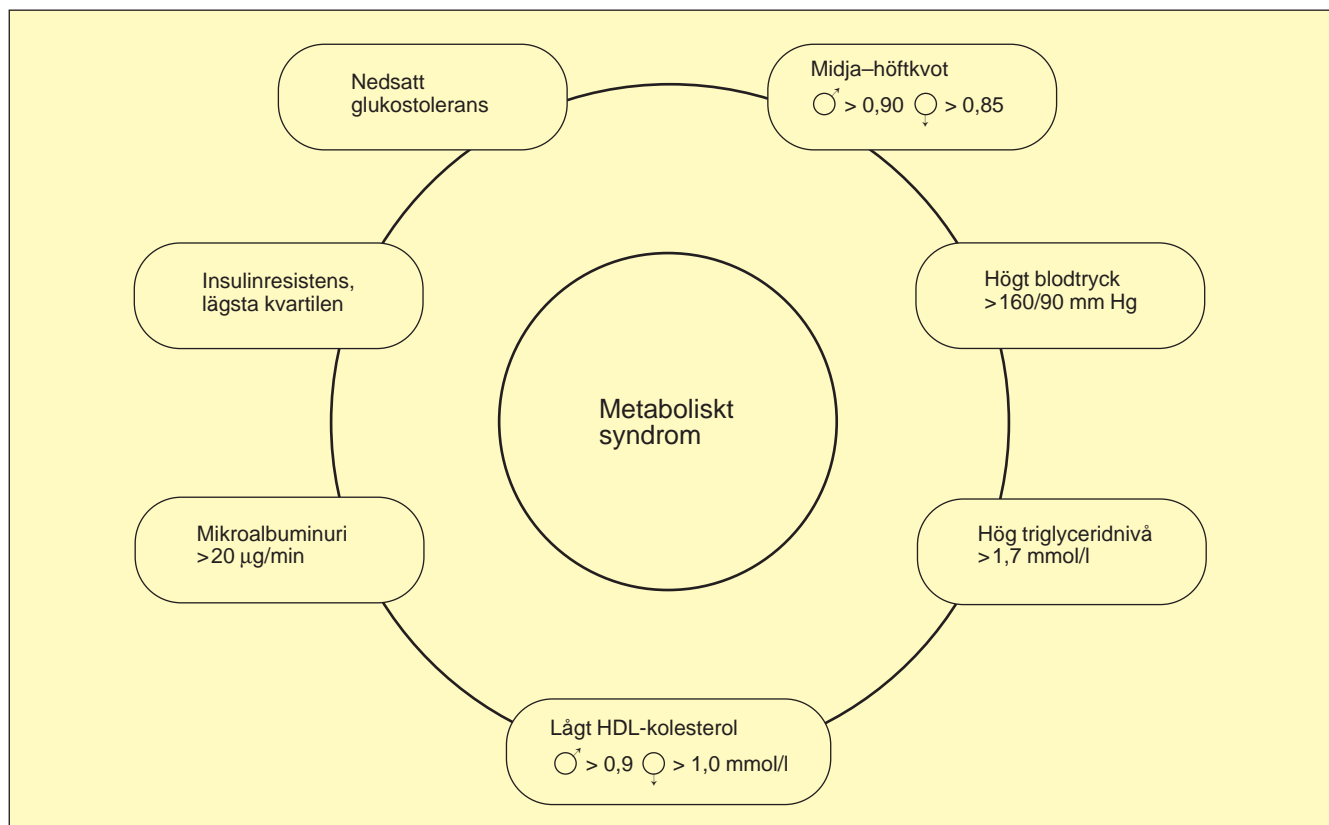 Nedsatt
glukostolerans
Midja–höftkvot
♂ > 0,90 ♀ > 0,85
Insulinresistens,
lägsta kvartilen
Högt blodtryck
>160/90 mm Hg
Metaboliskt
syndrom
Mikroalbuminuri
>20 µg/min
Hög triglyceridnivå
>1,7 mmol/l
Lågt HDL-kolesterol
♂ > 0,9 ♀ > 1,0 mmol/l